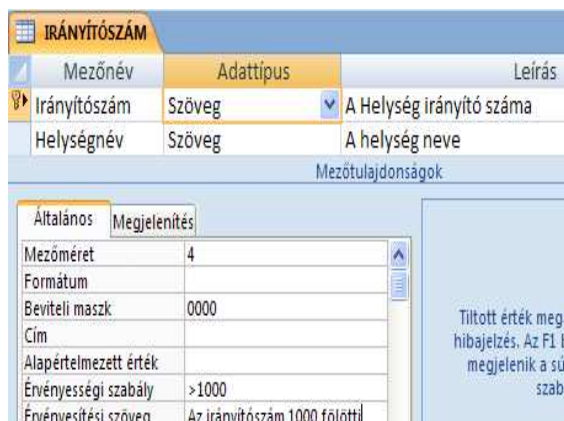 IRÁNYÍTÓSZÁM
Mezőnév Adattípus Leírás
Irányítószám Szöveg A Helység irányító száma
Helységnév Szöveg A helység neve
Mezőtulajdonságok
Általános Megjelenítés
Mezőméret 4
Formátum
Beviteli maszk 0000
Cím
Alapértelmezett érték
Érvényességi szabály >1000
Érvényesítési szöveg Az irányítószám 1000 fölötti
Tiltott érték meg
hibajelzés. Az F1
megjelenik a sú
szab